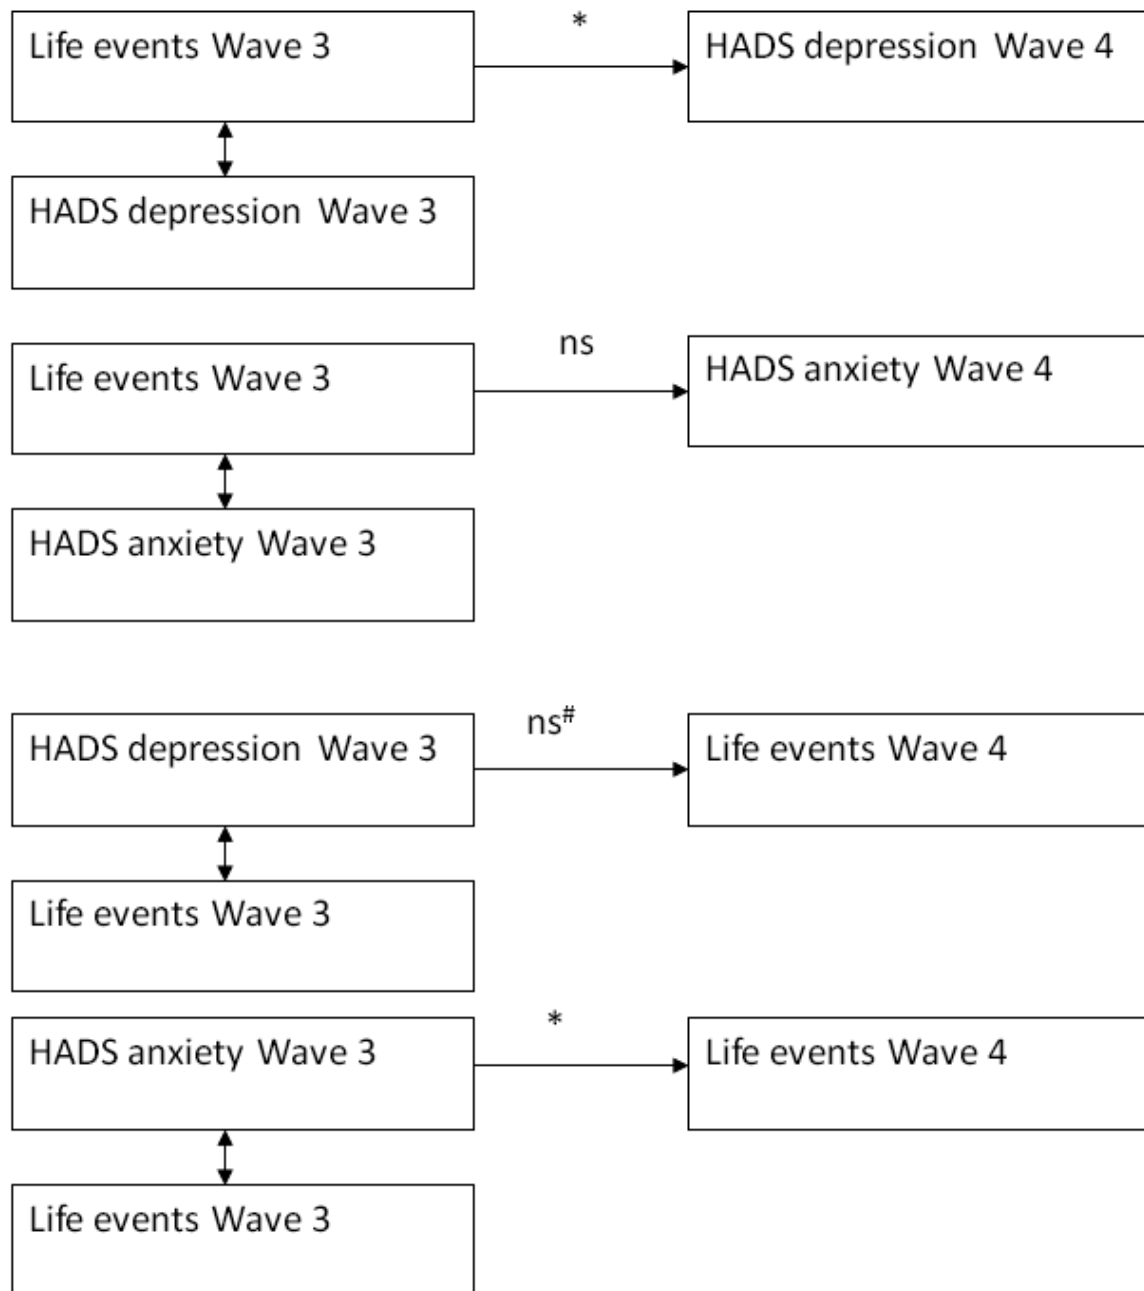 *
Life events Wave 3
HADS depression Wave 4
HADS depression Wave 3
ns
Life events Wave 3
HADS anxiety Wave 4
HADS anxiety Wave 3
ns#
HADS depression Wave 3
Life events Wave 4
Life events Wave 3
*
HADS anxiety Wave 3
Life events Wave 4
Life events Wave 3